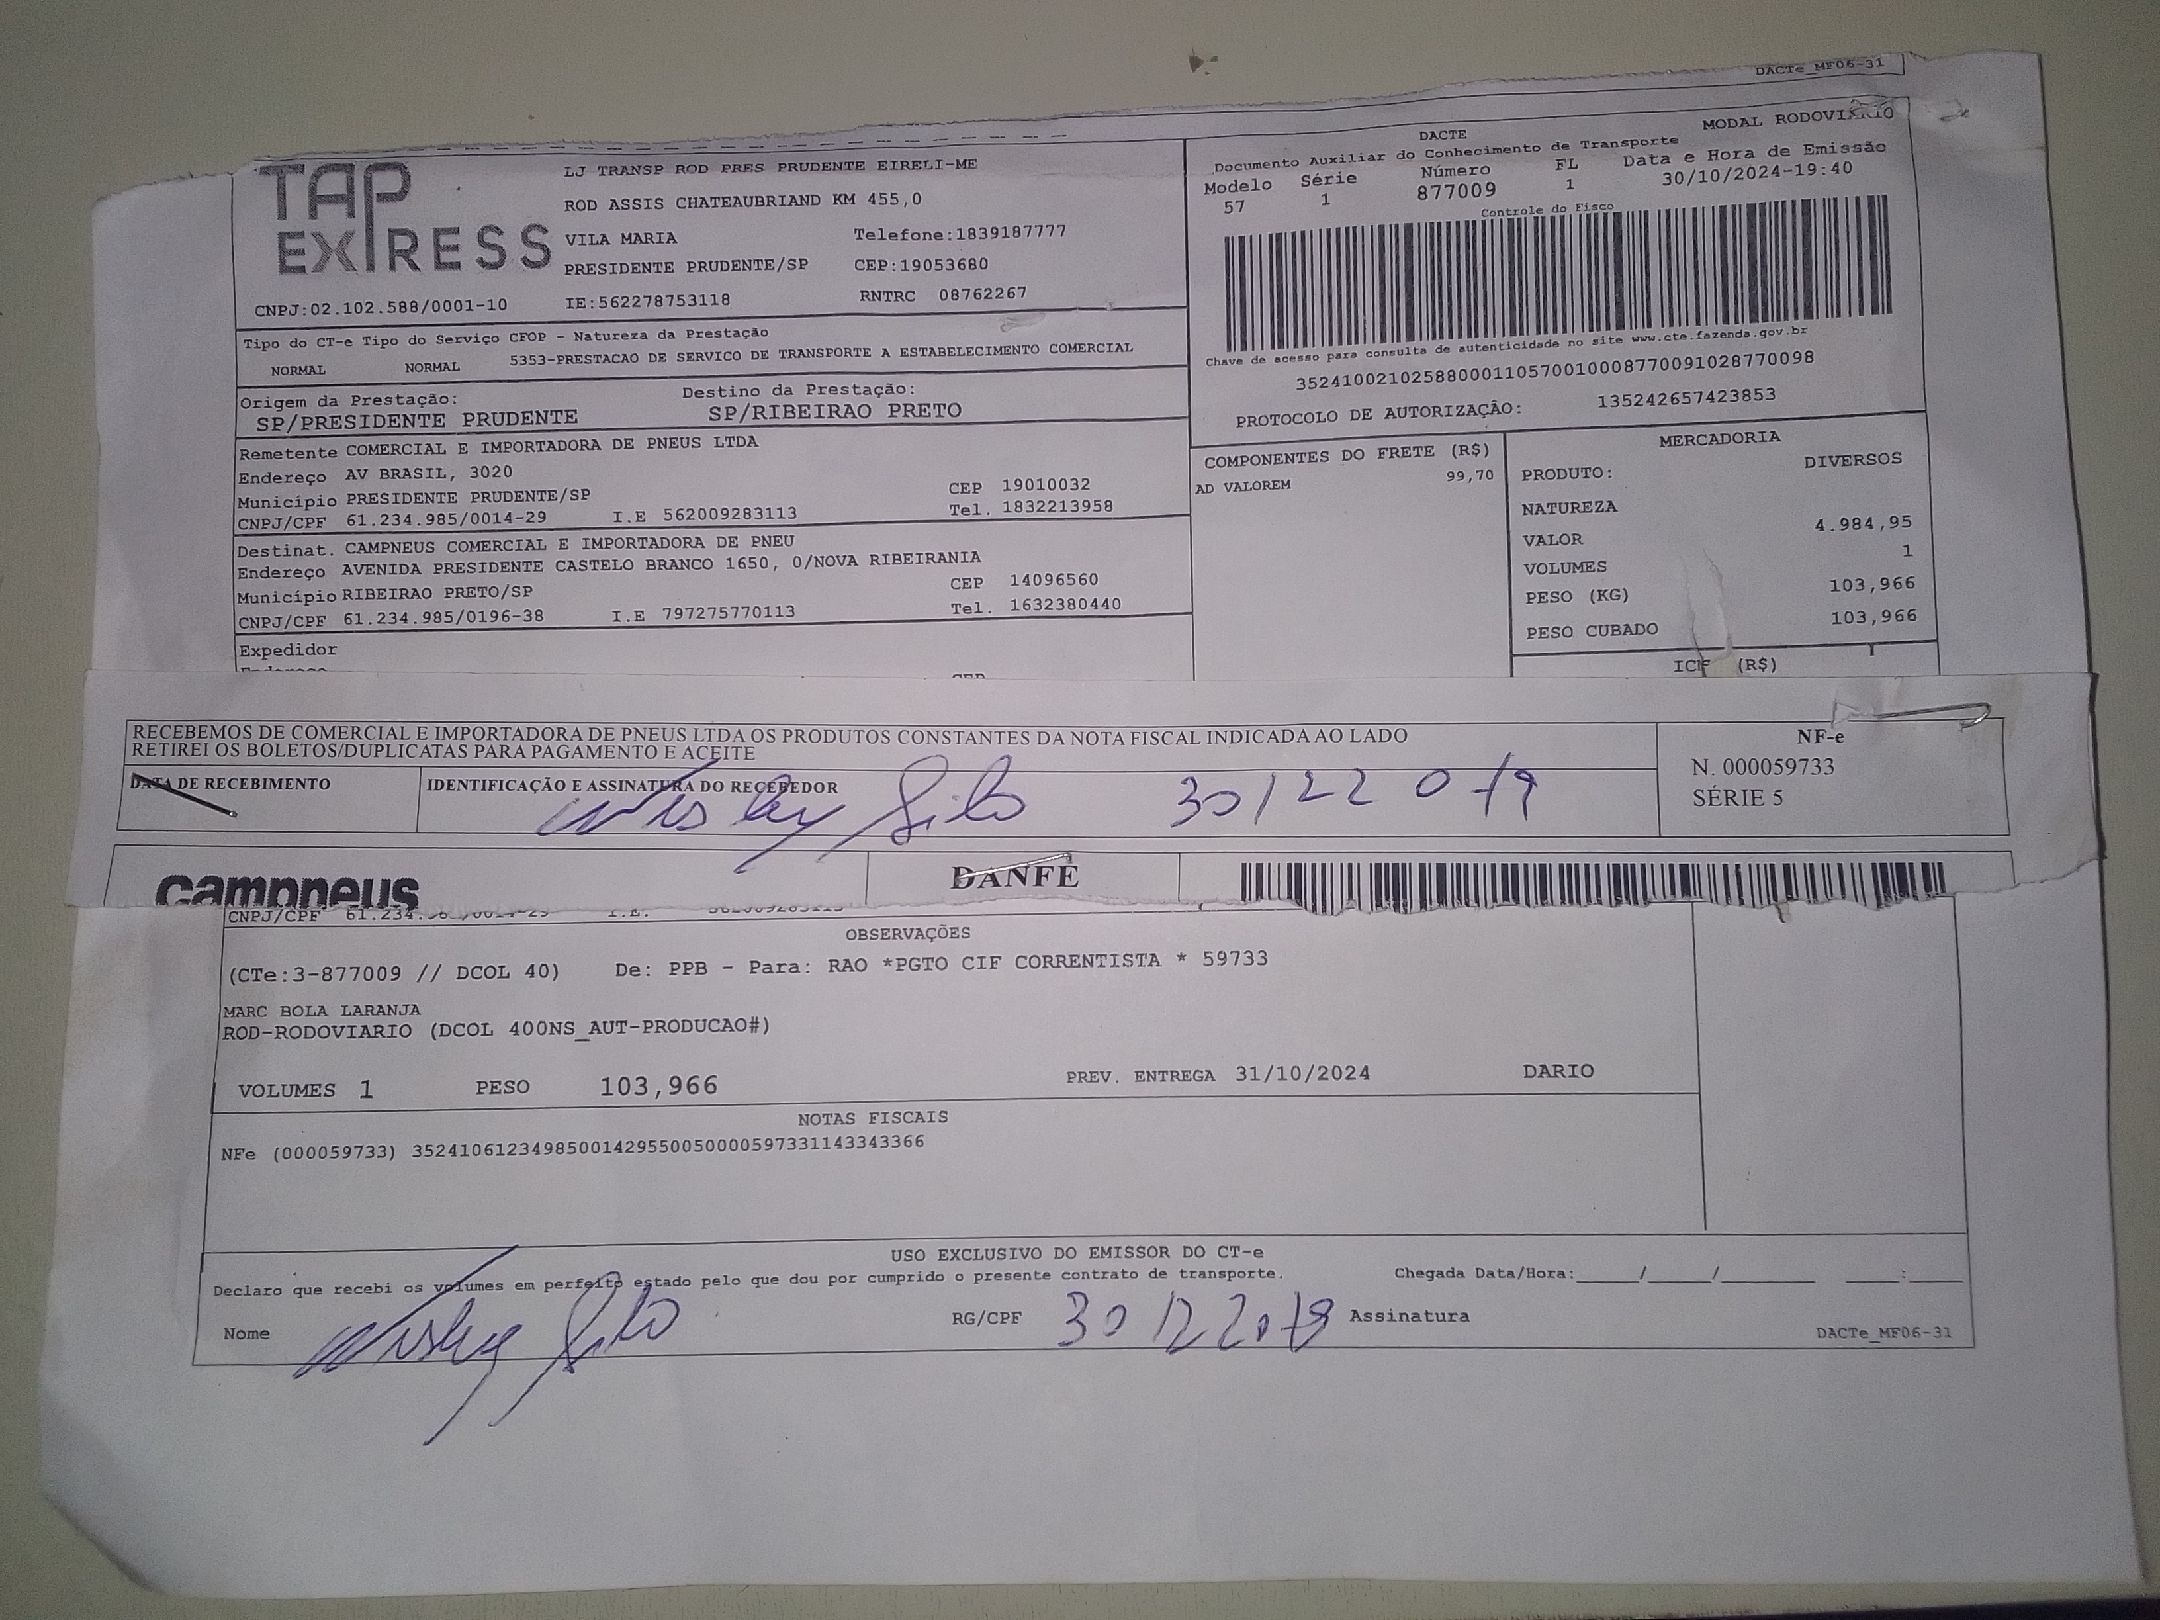 DACTe_MF06-31
TAP EXPRESS
LJ TRANSP ROD PRES PRUDENTE EIRELI-ME
ROD ASSIS CHATEAUBRIAND KM 455,0
VILA MARIA Telefone:1839187777
PRESIDENTE PRUDENTE/SP CEP:19053680
CNPJ:02.102.588/0001-10 IE:562278753118 RNTRC 08762267
DACTE MODAL RODOVIÁRIO
Documento Auxiliar do Conhecimento de Transporte
Modelo Série Número FL Data e Hora de Emissão
57 1 877009 1 30/10/2024-19:40
Controle do Fisco
Chave de acesso para consulta de autenticidade no site www.cte.fazenda.gov.br
35241002102588000110570010008770091028770098
PROTOCOLO DE AUTORIZAÇÃO: 135242657423853
Tipo do CT-e Tipo do Serviço CFOP - Natureza da Prestação
NORMAL NORMAL 5353-PRESTACAO DE SERVICO DE TRANSPORTE A ESTABELECIMENTO COMERCIAL
Origem da Prestação: Destino da Prestação:
SP/PRESIDENTE PRUDENTE SP/RIBEIRAO PRETO
Remetente COMERCIAL E IMPORTADORA DE PNEUS LTDA
Endereço AV BRASIL, 3020
Município PRESIDENTE PRUDENTE/SP CEP 19010032
CNPJ/CPF 61.234.985/0014-29 I.E 562009283113 Tel. 1832213958
Destinat. CAMPNEUS COMERCIAL E IMPORTADORA DE PNEU
Endereço AVENIDA PRESIDENTE CASTELO BRANCO 1650, 0/NOVA RIBEIRANIA
Município RIBEIRAO PRETO/SP CEP 14096560
CNPJ/CPF 61.234.985/0196-38 I.E 797275770113 Tel. 1632380440
Expedidor
COMPONENTES DO FRETE (R$)
AD VALOREM 99,70
MERCADORIA
PRODUTO: DIVERSOS
NATUREZA
VALOR 4.984,95
VOLUMES 1
PESO (KG) 103,966
PESO CUBADO 103,966
(R$)
RECEBEMOS DE COMERCIAL E IMPORTADORA DE PNEUS LTDA OS PRODUTOS CONSTANTES DA NOTA FISCAL INDICADA AO LADO
RETIREI OS BOLETOS/DUPLICATAS PARA PAGAMENTO E ACEITE
DATA DE RECEBIMENTO IDENTIFICAÇÃO E ASSINATURA DO RECEBEDOR
NF-e
N. 000059733
SÉRIE 5
campneus DANFE
CNPJ/CPF
OBSERVAÇÕES
(CTe:3-877009 // DCOL 40) De: PPB - Para: RAO *PGTO CIF CORRENTISTA * 59733
MARC BOLA LARANJA
ROD-RODOVIARIO (DCOL 400NS_AUT-PRODUCAO#)
VOLUMES 1 PESO 103,966 PREV. ENTREGA 31/10/2024 DARIO
NOTAS FISCAIS
NFe (000059733) 35241061234985001429550050000597331143343366
USO EXCLUSIVO DO EMISSOR DO CT-e
Declaro que recebi os volumes em perfeito estado pelo que dou por cumprido o presente contrato de transporte. Chegada Data/Hora:____/____/______ ____:____
Nome RG/CPF Assinatura
DACTe_MF06-31